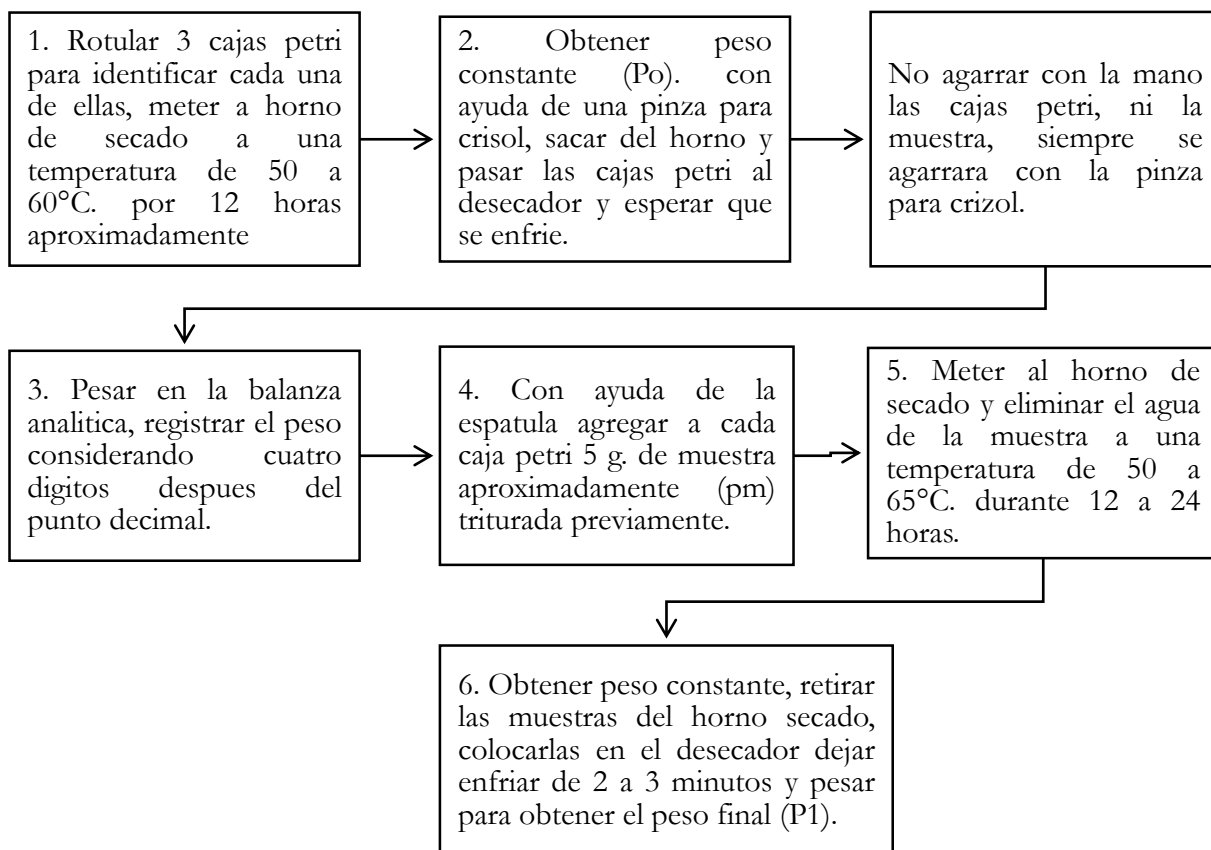 1. Rotular 3 cajas petri
para identificar cada una
de ellas, meter a horno
de secado a una
temperatura de 50 a
60°C. por 12 horas
aproximadamente
2. Obtener peso
constante (Po). con
ayuda de una pinza para
crisol, sacar del horno y
pasar las cajas petri al
desecador y esperar que
se enfrie.
No agarrar con la mano
las cajas petri, ni la
muestra, siempre se
agarrara con la pinza
para crizol.
3. Pesar en la balanza
analitica, registrar el peso
considerando cuatro
digitos despues del
punto decimal.
4. Con ayuda de la
espatula agregar a cada
caja petri 5 g. de muestra
aproximadamente (pm)
triturada previamente.
5. Meter al horno de
secado y eliminar el agua
de la muestra a una
temperatura de 50 a
65°C. durante 12 a 24
horas.
6. Obtener peso constante, retirar
las muestras del horno secado,
colocarlas en el desecador dejar
enfriar de 2 a 3 minutos y pesar
para obtener el peso final (P1).